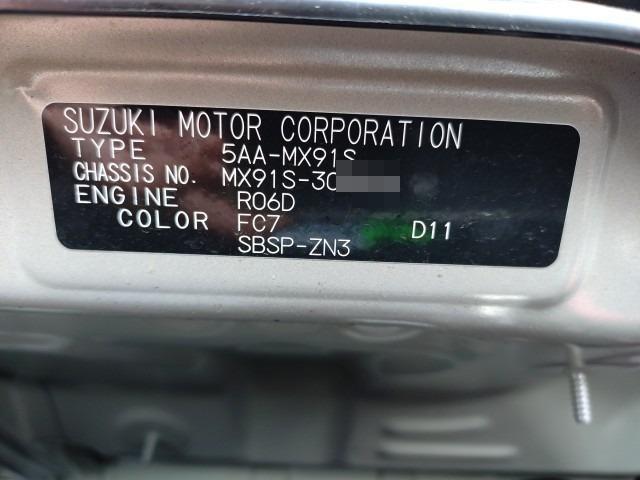 SUZUKI MOTOR CORPORATION
TYPE 5AA-MX91S
CHASSIS NO. MX91S-30
ENGINE R06D
COLOR FC7 D11
SBSP-ZN3